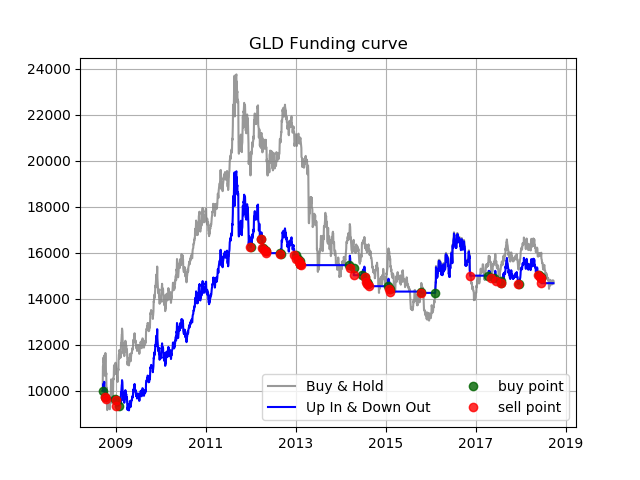 GLD Funding curve
24000
22000
20000
18000
16000
14000
12000
10000
Buy & Hold
Up In & Down Out
buy point
sell point
2009 2011 2013 2015 2017 2019